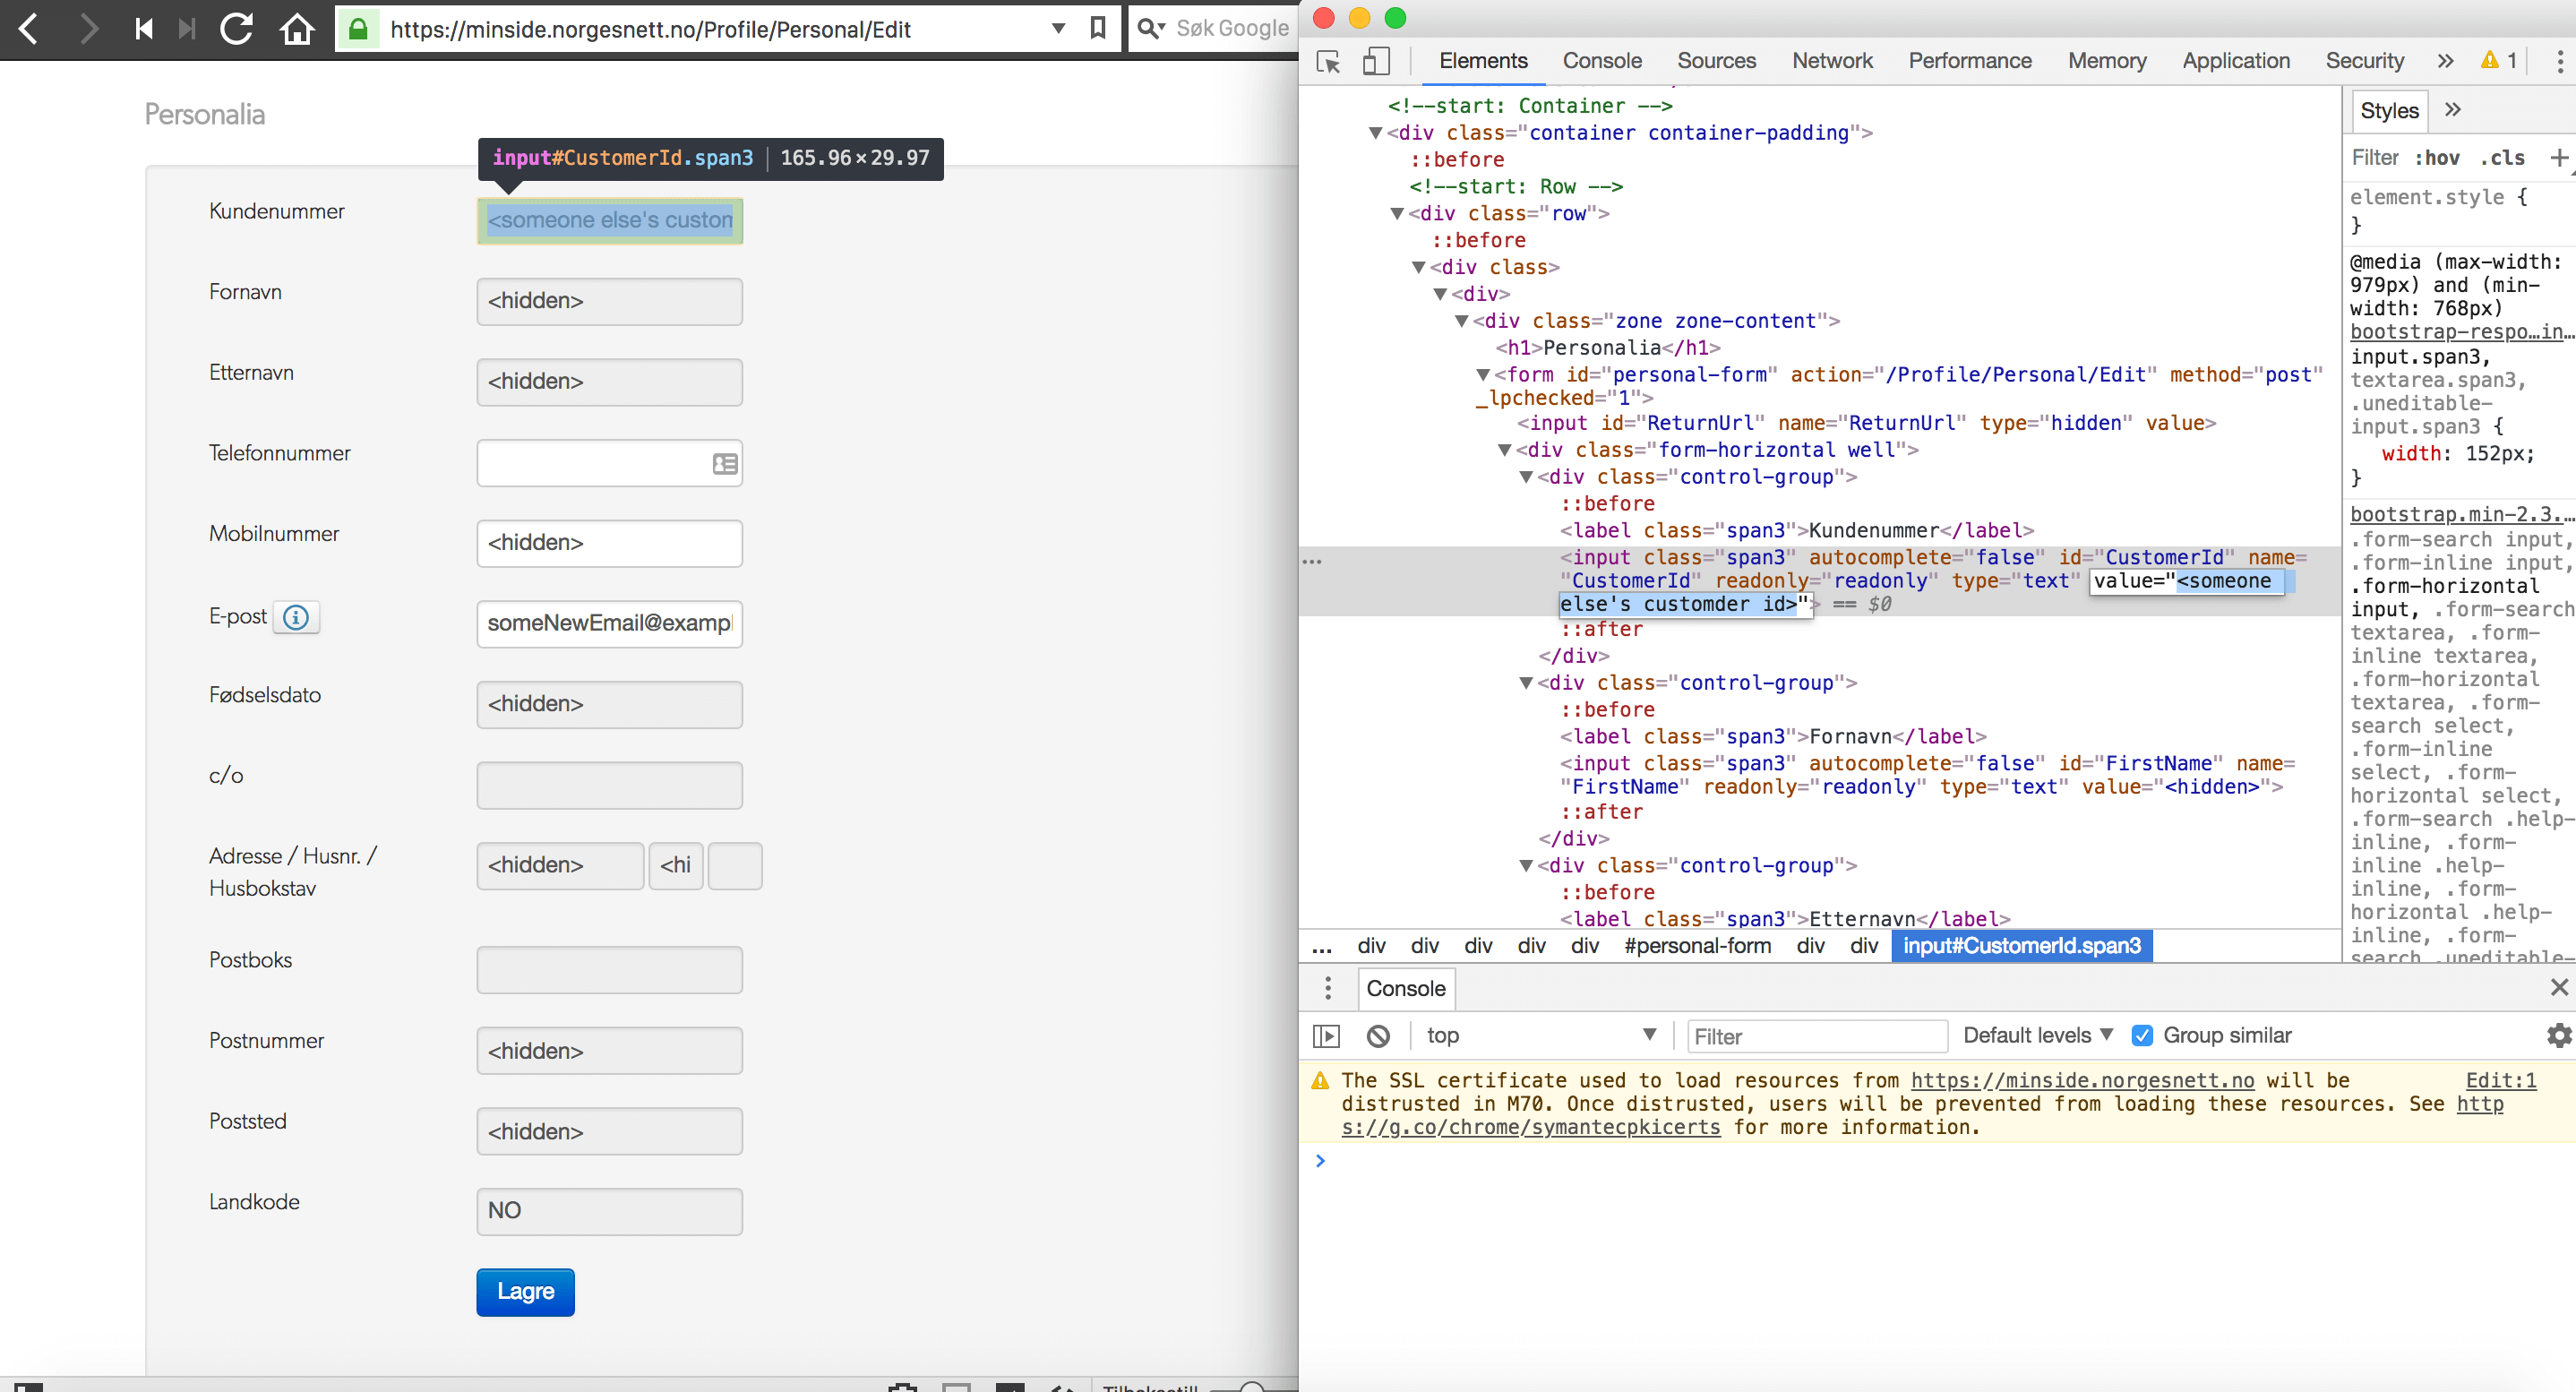 https://minside.norgesnett.no/Profile/Personal/Edit
Søk Google
Personalia
input#CustomerId.span3 165.96×29.97
Kundenummer
<someone else's custom
Fornavn
<hidden>
Etternavn
<hidden>
Telefonnummer
Mobilnummer
<hidden>
E-post
someNewEmail@exampl
Fødselsdato
<hidden>
c/o
Adresse / Husnr. /
Husbokstav
<hidden>
<hi
Postboks
Postnummer
<hidden>
Poststed
<hidden>
Landkode
NO
Lagre
Elements Console Sources Network Performance Memory Application Security » 1
<!--start: Container -->
<div class="container container-padding">
::before
<!--start: Row -->
<div class="row">
::before
<div class>
<div>
<div class="zone zone-content">
<h1>Personalia</h1>
<form id="personal-form" action="/Profile/Personal/Edit" method="post"
_lpchecked="1">
<input id="ReturnUrl" name="ReturnUrl" type="hidden" value>
<div class="form-horizontal well">
<div class="control-group">
::before
<label class="span3">Kundenummer</label>
<input class="span3" autocomplete="false" id="CustomerId" name=
"CustomerId" readonly="readonly" type="text" value="<someone
else's customder id>"> == $0
::after
</div>
<div class="control-group">
::before
<label class="span3">Fornavn</label>
<input class="span3" autocomplete="false" id="FirstName" name=
"FirstName" readonly="readonly" type="text" value="<hidden>">
::after
</div>
<div class="control-group">
::before
<label class="span3">Etternavn</label>
... div div div div div #personal-form div div input#CustomerId.span3
Styles »
Filter :hov .cls +
element.style {
}
@media (max-width:
979px) and (min-
width: 768px)
bootstrap-respo…in…
input.span3,
textarea.span3,
.uneditable-
input.span3 {
width: 152px;
}
bootstrap.min-2.3.…
.form-search input,
.form-inline input,
.form-horizontal
input, .form-search
textarea, .form-
inline textarea,
.form-horizontal
textarea, .form-
search select,
.form-inline
select, .form-
horizontal select,
.form-search .help-
inline, .form-
inline .help-
inline, .form-
horizontal .help-
inline, .form-
search .uneditable-
Console
top
Filter
Default levels
Group similar
The SSL certificate used to load resources from https://minside.norgesnett.no will be Edit:1
distrusted in M70. Once distrusted, users will be prevented from loading these resources. See http
s://g.co/chrome/symantecpkicerts for more information.